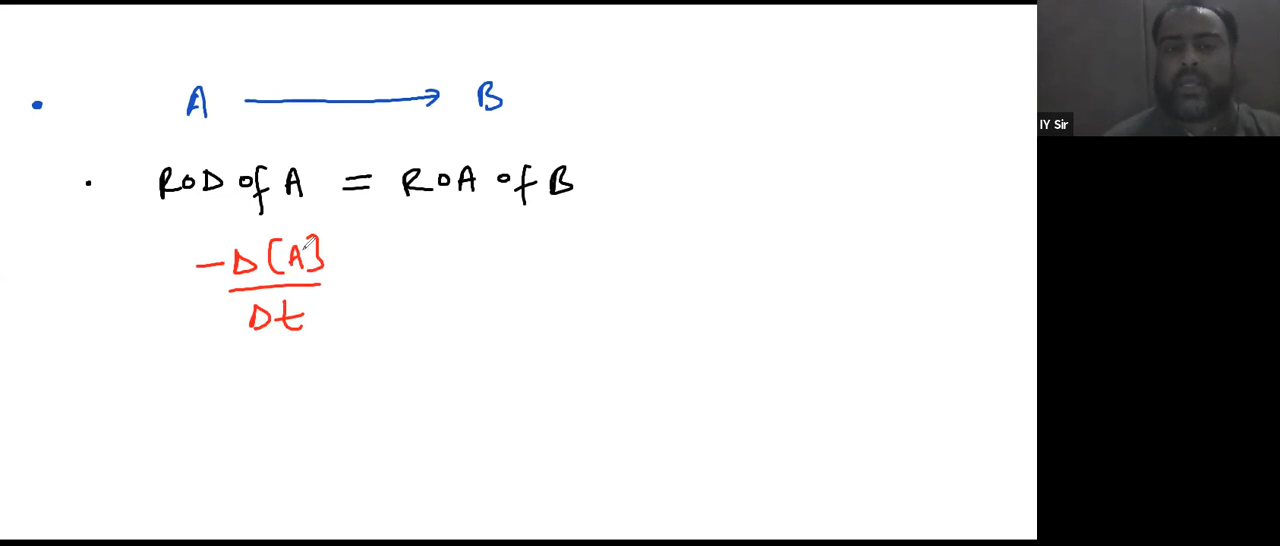 A ⟶ B
ROD of A = ROA of B
-Δ[A]
Δt
IY Sir